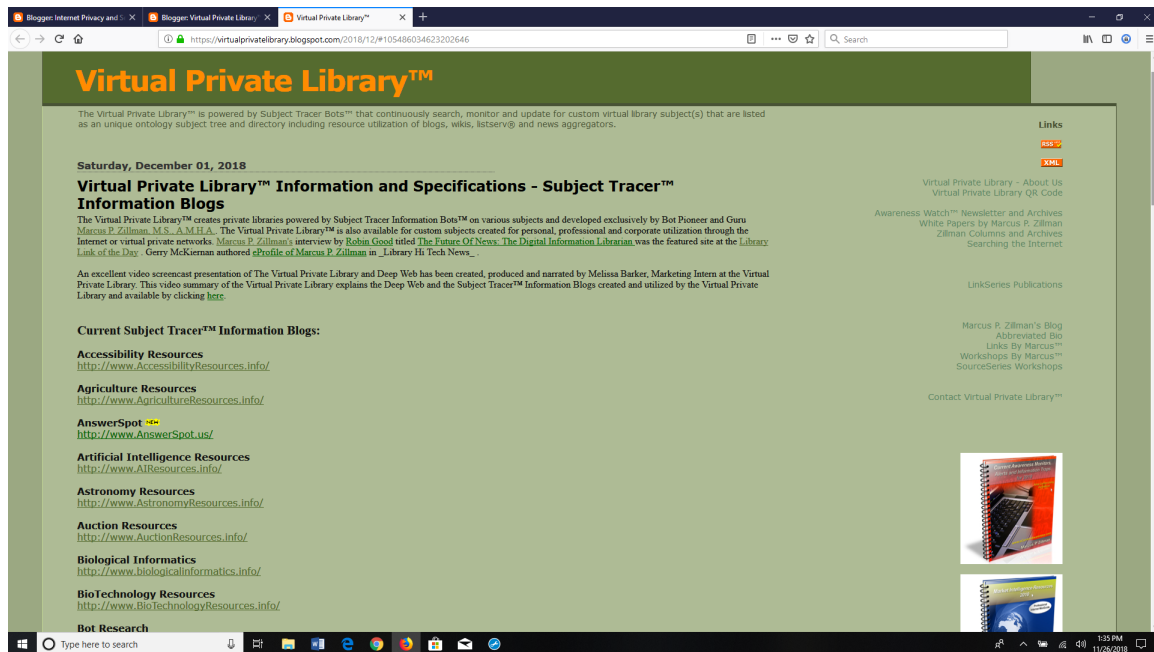 Blogger: Internet Privacy and S
Blogger: Virtual Private Library™
Virtual Private Library™
https://virtualprivatelibrary.blogspot.com/2018/12/#105486034623202646
Search
Virtual Private Library™
The Virtual Private Library™ is powered by Subject Tracer Bots™ that continuously search, monitor and update for custom virtual library subject(s) that are listed
as an unique ontology subject tree and directory including resource utilization of blogs, wikis, listserv® and news aggregators.
Saturday, December 01, 2018
Virtual Private Library™ Information and Specifications - Subject Tracer™
Information Blogs
The Virtual Private Library™ creates private libraries powered by Subject Tracer Information Bots™ on various subjects and developed exclusively by Bot Pioneer and Guru
Marcus P. Zillman, M.S., A.M.H.A.. The Virtual Private Library™ is also available for custom subjects created for personal, professional and corporate utilization through the
Internet or virtual private networks. Marcus P. Zillman's interview by Robin Good titled The Future Of News: The Digital Information Librarian was the featured site at the Library
Link of the Day . Gerry McKiernan authored eProfile of Marcus P. Zillman in _Library Hi Tech News_ .
An excellent video screencast presentation of The Virtual Private Library and Deep Web has been created, produced and narrated by Melissa Barker, Marketing Intern at the Virtual
Private Library. This video summary of the Virtual Private Library explains the Deep Web and the Subject Tracer™ Information Blogs created and utilized by the Virtual Private
Library and available by clicking here.
Current Subject Tracer™ Information Blogs:
Accessibility Resources
http://www.AccessibilityResources.info/
Agriculture Resources
http://www.AgricultureResources.info/
AnswerSpot NEW
http://www.AnswerSpot.us/
Artificial Intelligence Resources
http://www.AIResources.info/
Astronomy Resources
http://www.AstronomyResources.info/
Auction Resources
http://www.AuctionResources.info/
Biological Informatics
http://www.biologicalinformatics.info/
BioTechnology Resources
http://www.BioTechnologyResources.info/
Bot Research
Links
RSS
XML
Virtual Private Library - About Us
Virtual Private Library QR Code
Awareness Watch™ Newsletter and Archives
White Papers by Marcus P. Zillman
Zillman Columns and Archives
Searching the Internet
LinkSeries Publications
Marcus P. Zillman's Blog
Abbreviated Bio
Links By Marcus™
Workshops By Marcus™
SourceSeries Workshops
Contact Virtual Private Library™
Type here to search
1:35 PM
11/26/2018